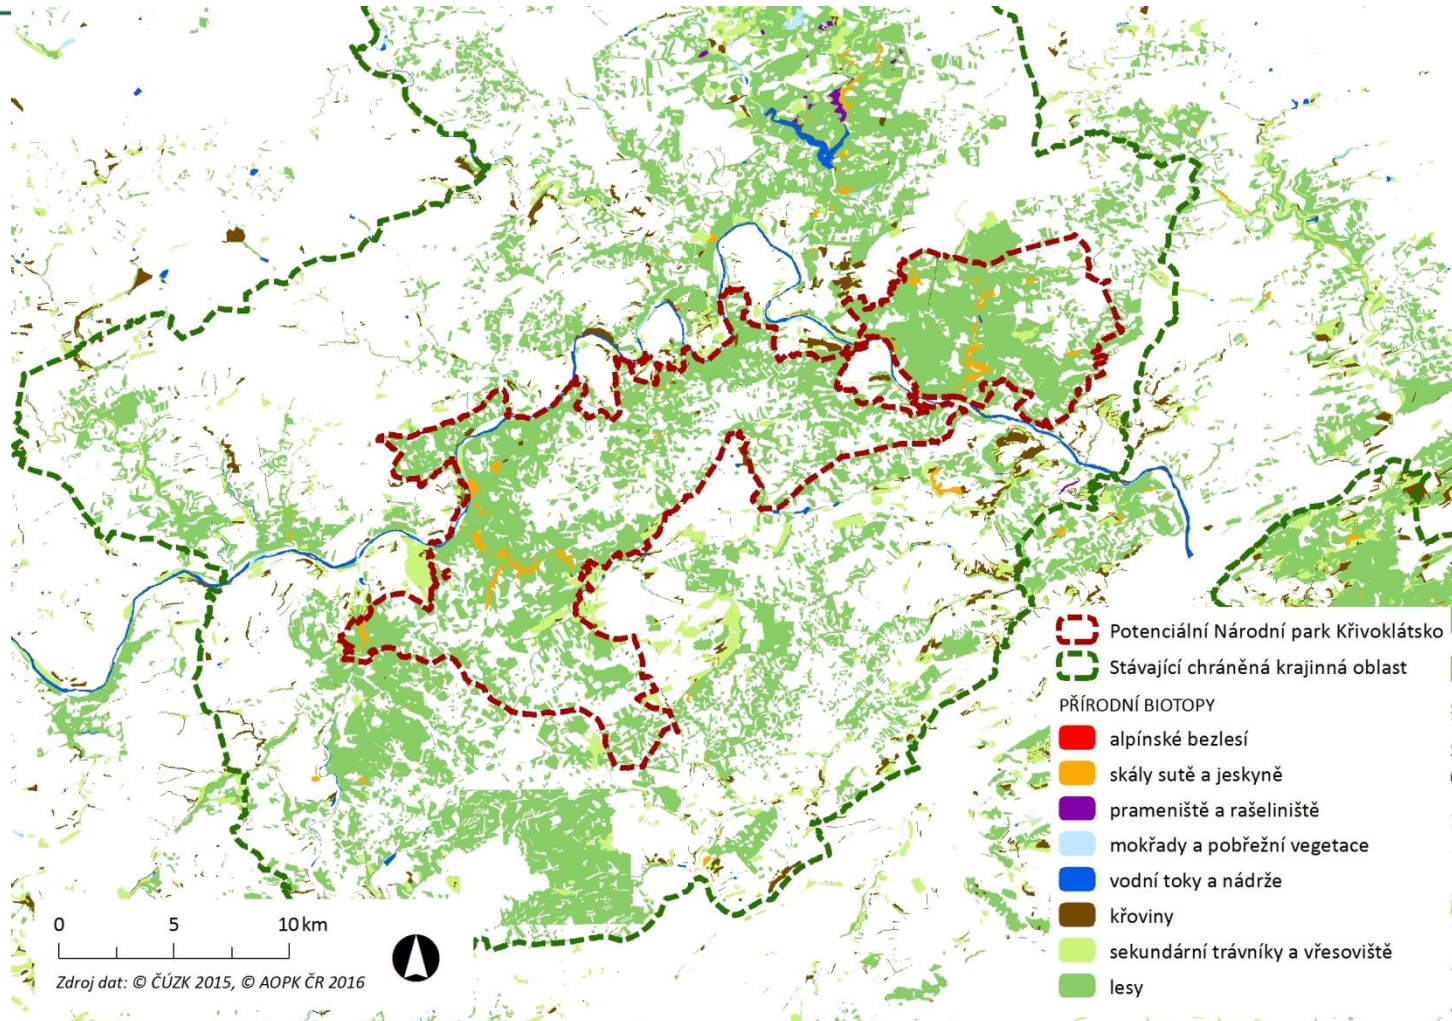 Potenciální Národní park Křivoklátsko
Stávající chráněná krajinná oblast
PŘÍRODNÍ BIOTOPY
alpínské bezlesí
skály sutě a jeskyně
prameniště a rašeliniště
mokřady a pobřežní vegetace
vodní toky a nádrže
křoviny
sekundární trávníky a vřesoviště
lesy
0 5 10 km
Zdroj dat: © ČÚZK 2015, © AOPK ČR 2016